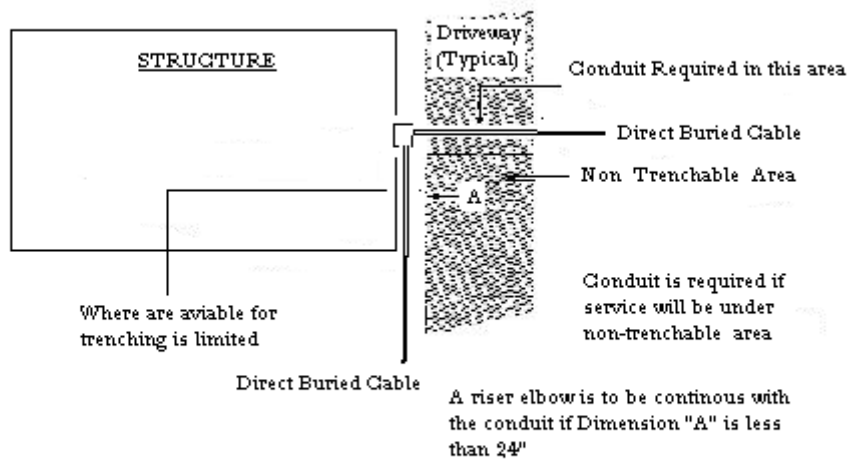 STRUCTURE
Driveway
(Typical)
Conduit Required in this area
Direct Buried Cable
Non Trenchable Area
A
Where are aviable for
trenching is limited
Conduit is required if
service will be under
non-trenchable area
Direct Buried Cable
A riser elbow is to be continous with
the conduit if Dimension "A" is less
than 24"